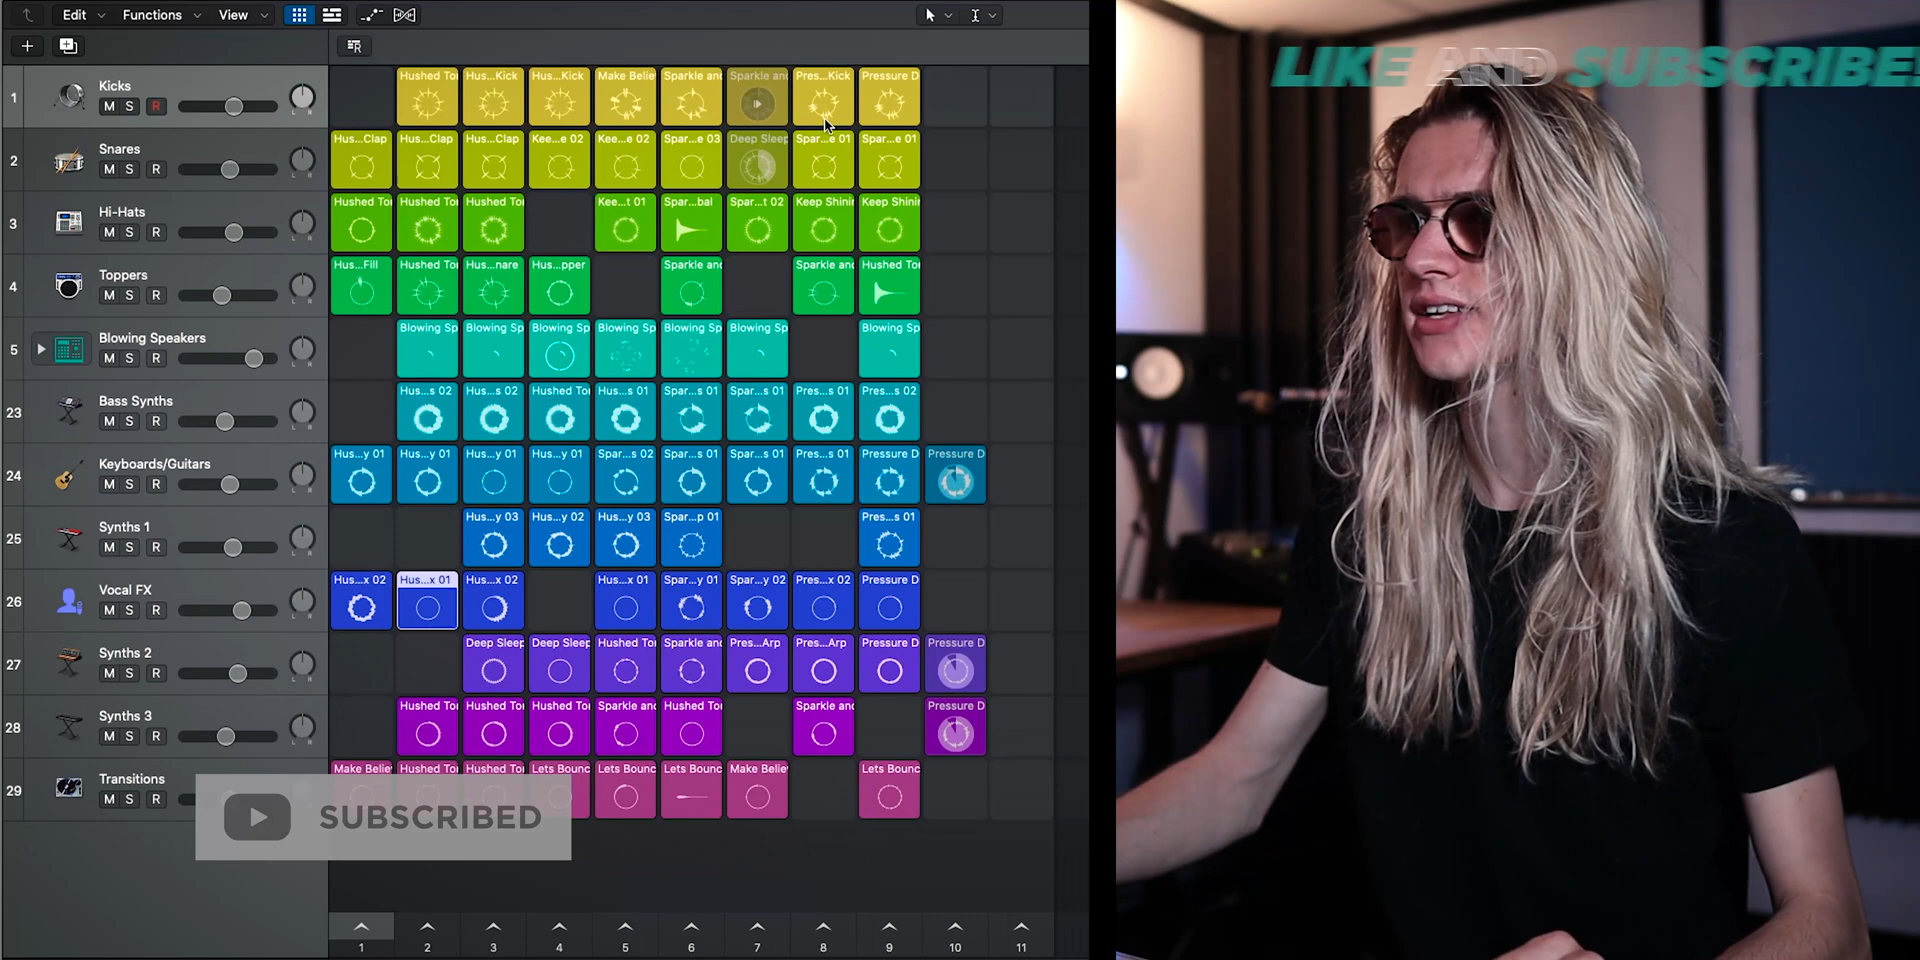 Edit Functions View
LIKE AND SUBSCRIBE!
1 Kicks M S R Hushed To Hus...Kick Hus...Kick Make Belie Sparkle and Sparkle and Pres...Kick Pressure D
2 Snares M S R Hus...Clap Hus...Clap Hus...Clap Kee...e 02 Kee...e 02 Spar...e 03 Deep Sleep Spar...e 01 Spar...e 01
3 Hi-Hats M S R Hushed To Hushed To Hushed To Kee...t 01 Spar...bal Spar...t 02 Keep Shinin Keep Shinin
4 Toppers M S R Hus...Fill Hushed To Hus...nare Hus...pper Sparkle and Sparkle and Hushed To
5 Blowing Speakers M S R Blowing Sp Blowing Sp Blowing Sp Blowing Sp Blowing Sp Blowing Sp Blowing Sp
23 Bass Synths M S R Hus...s 02 Hus...s 02 Hushed To Hus...s 01 Spar...s 01 Spar...s 01 Pres...s 01 Pres...s 02
24 Keyboards/Guitars M S R Hus...y 01 Hus...y 01 Hus...y 01 Hus...y 01 Spar...s 02 Spar...s 01 Spar...s 01 Pres...s 01 Pressure D Pressure D
25 Synths 1 M S R Hus...y 03 Hus...y 02 Hus...y 03 Spar...p 01 Pres...s 01
26 Vocal FX M S R Hus...x 02 Hus...x 01 Hus...x 02 Hus...x 01 Spar...y 01 Spar...y 02 Pres...x 02 Pressure D
27 Synths 2 M S R Deep Sleep Deep Sleep Hushed To Sparkle and Pres...Arp Pres...Arp Pressure D Pressure D
28 Synths 3 M S R Hushed To Hushed To Hushed To Sparkle and Hushed To Sparkle and Pressure D
29 Transitions M S R Make Belie Hushed To Hushed To Lets Bounc Lets Bounc Lets Bounc Make Belie Lets Bounc
SUBSCRIBED
1 2 3 4 5 6 7 8 9 10 11